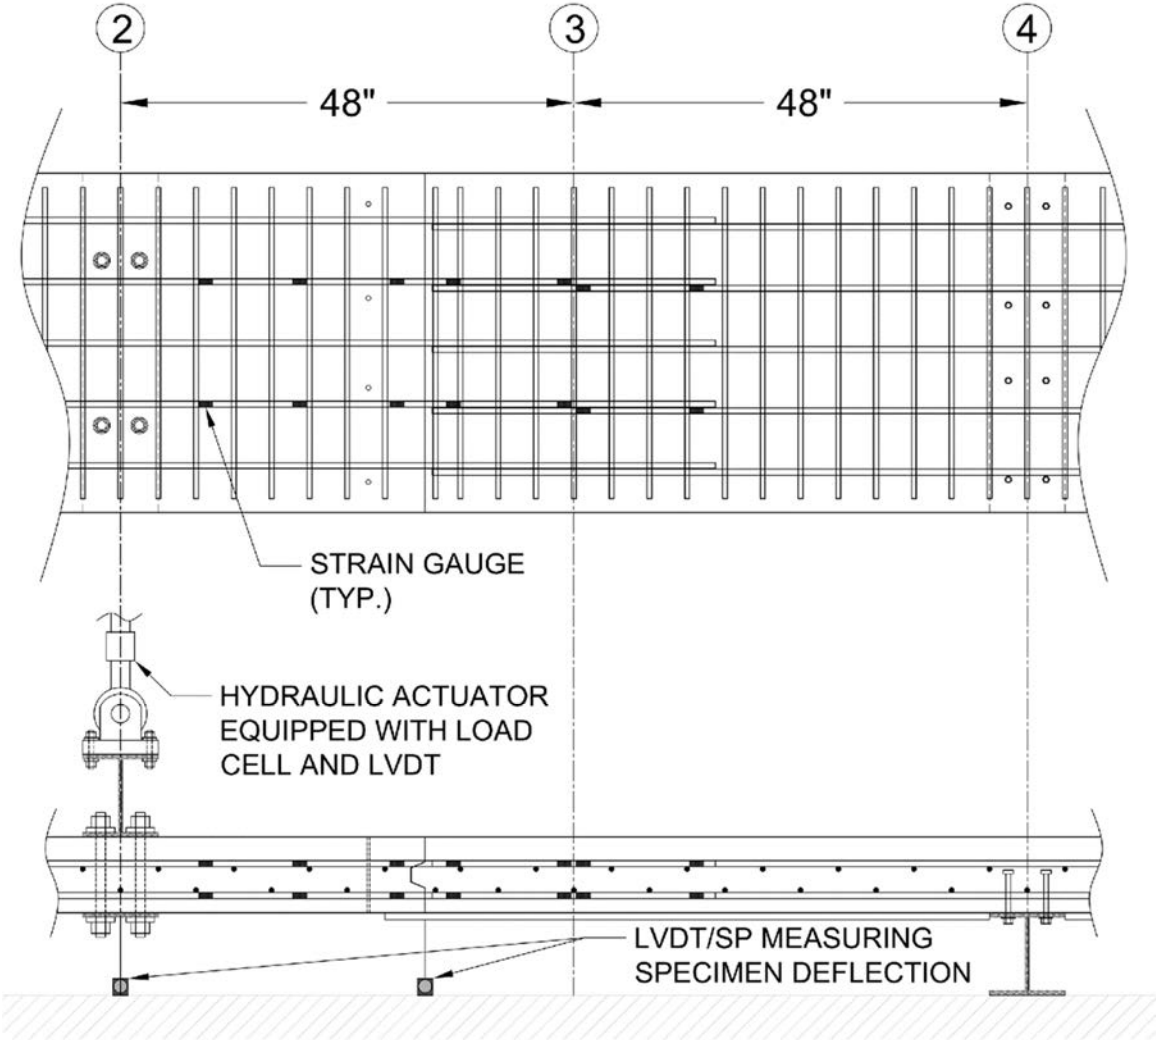 2
3
4
48"
48"
STRAIN GAUGE
(TYP.)
HYDRAULIC ACTUATOR
EQUIPPED WITH LOAD
CELL AND LVDT
LVDT/SP MEASURING
SPECIMEN DEFLECTION